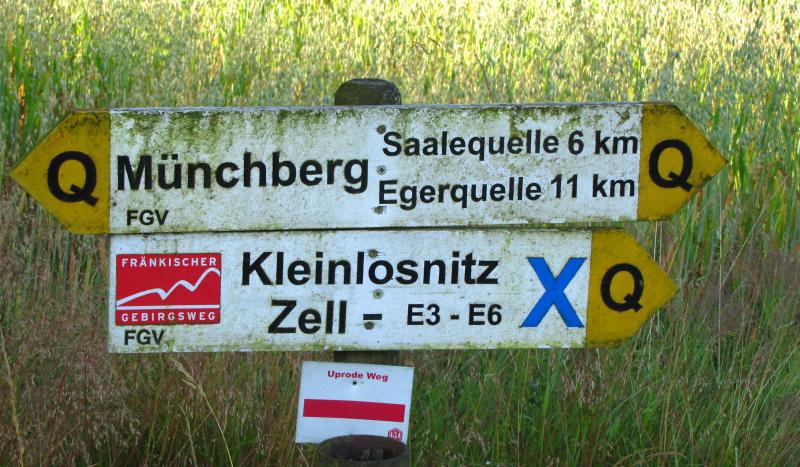 Q Münchberg Saalequelle 6 km Q
Egerquelle 11 km
FGV
FRÄNKISCHER
GEBIRGSWEG
FGV
Kleinlosnitz X Q
Zell - E3 - E6
Uprode Weg